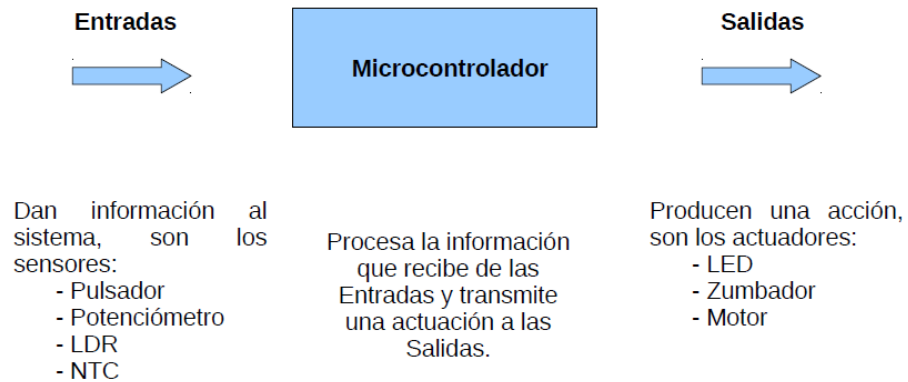 Entradas
Microcontrolador
Salidas
Dan información al
sistema, son los
sensores:
- Pulsador
- Potenciómetro
- LDR
- NTC
Procesa la información
que recibe de las
Entradas y transmite
una actuación a las
Salidas.
Producen una acción,
son los actuadores:
- LED
- Zumbador
- Motor